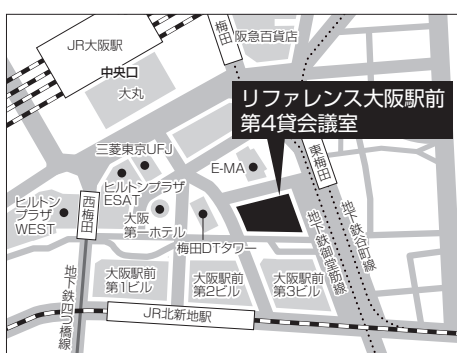 JR大阪駅
中央口
大丸
梅田
阪急百貨店
リファレンス大阪駅前
第4貸会議室
三菱東京UFJ
E-MA
東梅田
ヒルトンプラザ
ESAT
ヒルトン
プラザ
WEST
西梅田
大阪
第一ホテル
梅田DTタワー
地下鉄御堂筋線
地下鉄谷町線
地下鉄四つ橋線
大阪駅前
第1ビル
大阪駅前
第2ビル
大阪駅前
第3ビル
JR北新地駅